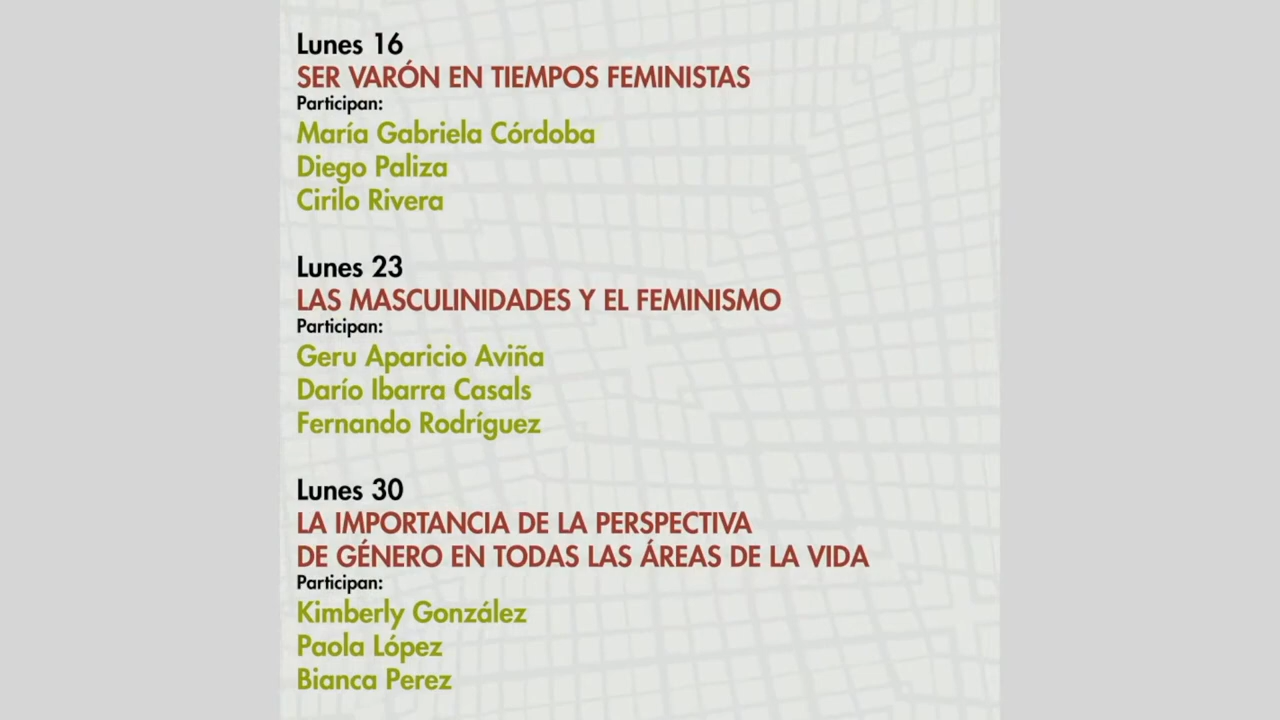 Lunes 16
SER VARÓN EN TIEMPOS FEMINISTAS
Participan:
María Gabriela Córdoba
Diego Paliza
Cirilo Rivera
Lunes 23
LAS MASCULINIDADES Y EL FEMINISMO
Participan:
Geru Aparicio Aviña
Darío Ibarra Casals
Fernando Rodríguez
Lunes 30
LA IMPORTANCIA DE LA PERSPECTIVA
DE GÉNERO EN TODAS LAS ÁREAS DE LA VIDA
Participan:
Kimberly González
Paola López
Bianca Perez